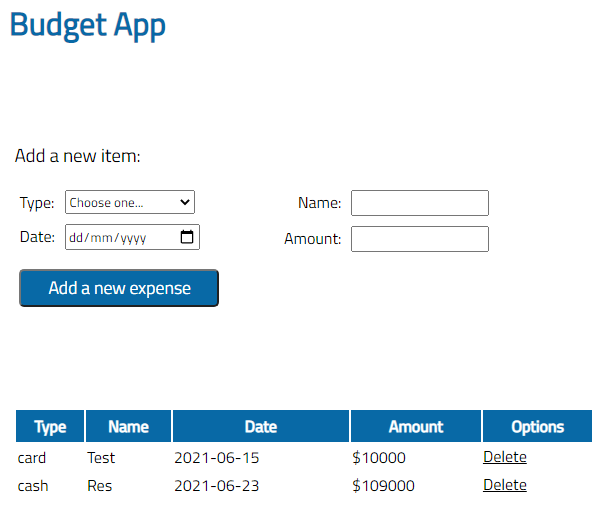 Budget App
Add a new item:
Type: Choose one... Name:
Date: dd/mm/yyyy Amount:
Add a new expense
Type Name Date Amount Options
card Test 2021-06-15 $10000 Delete
cash Res 2021-06-23 $109000 Delete